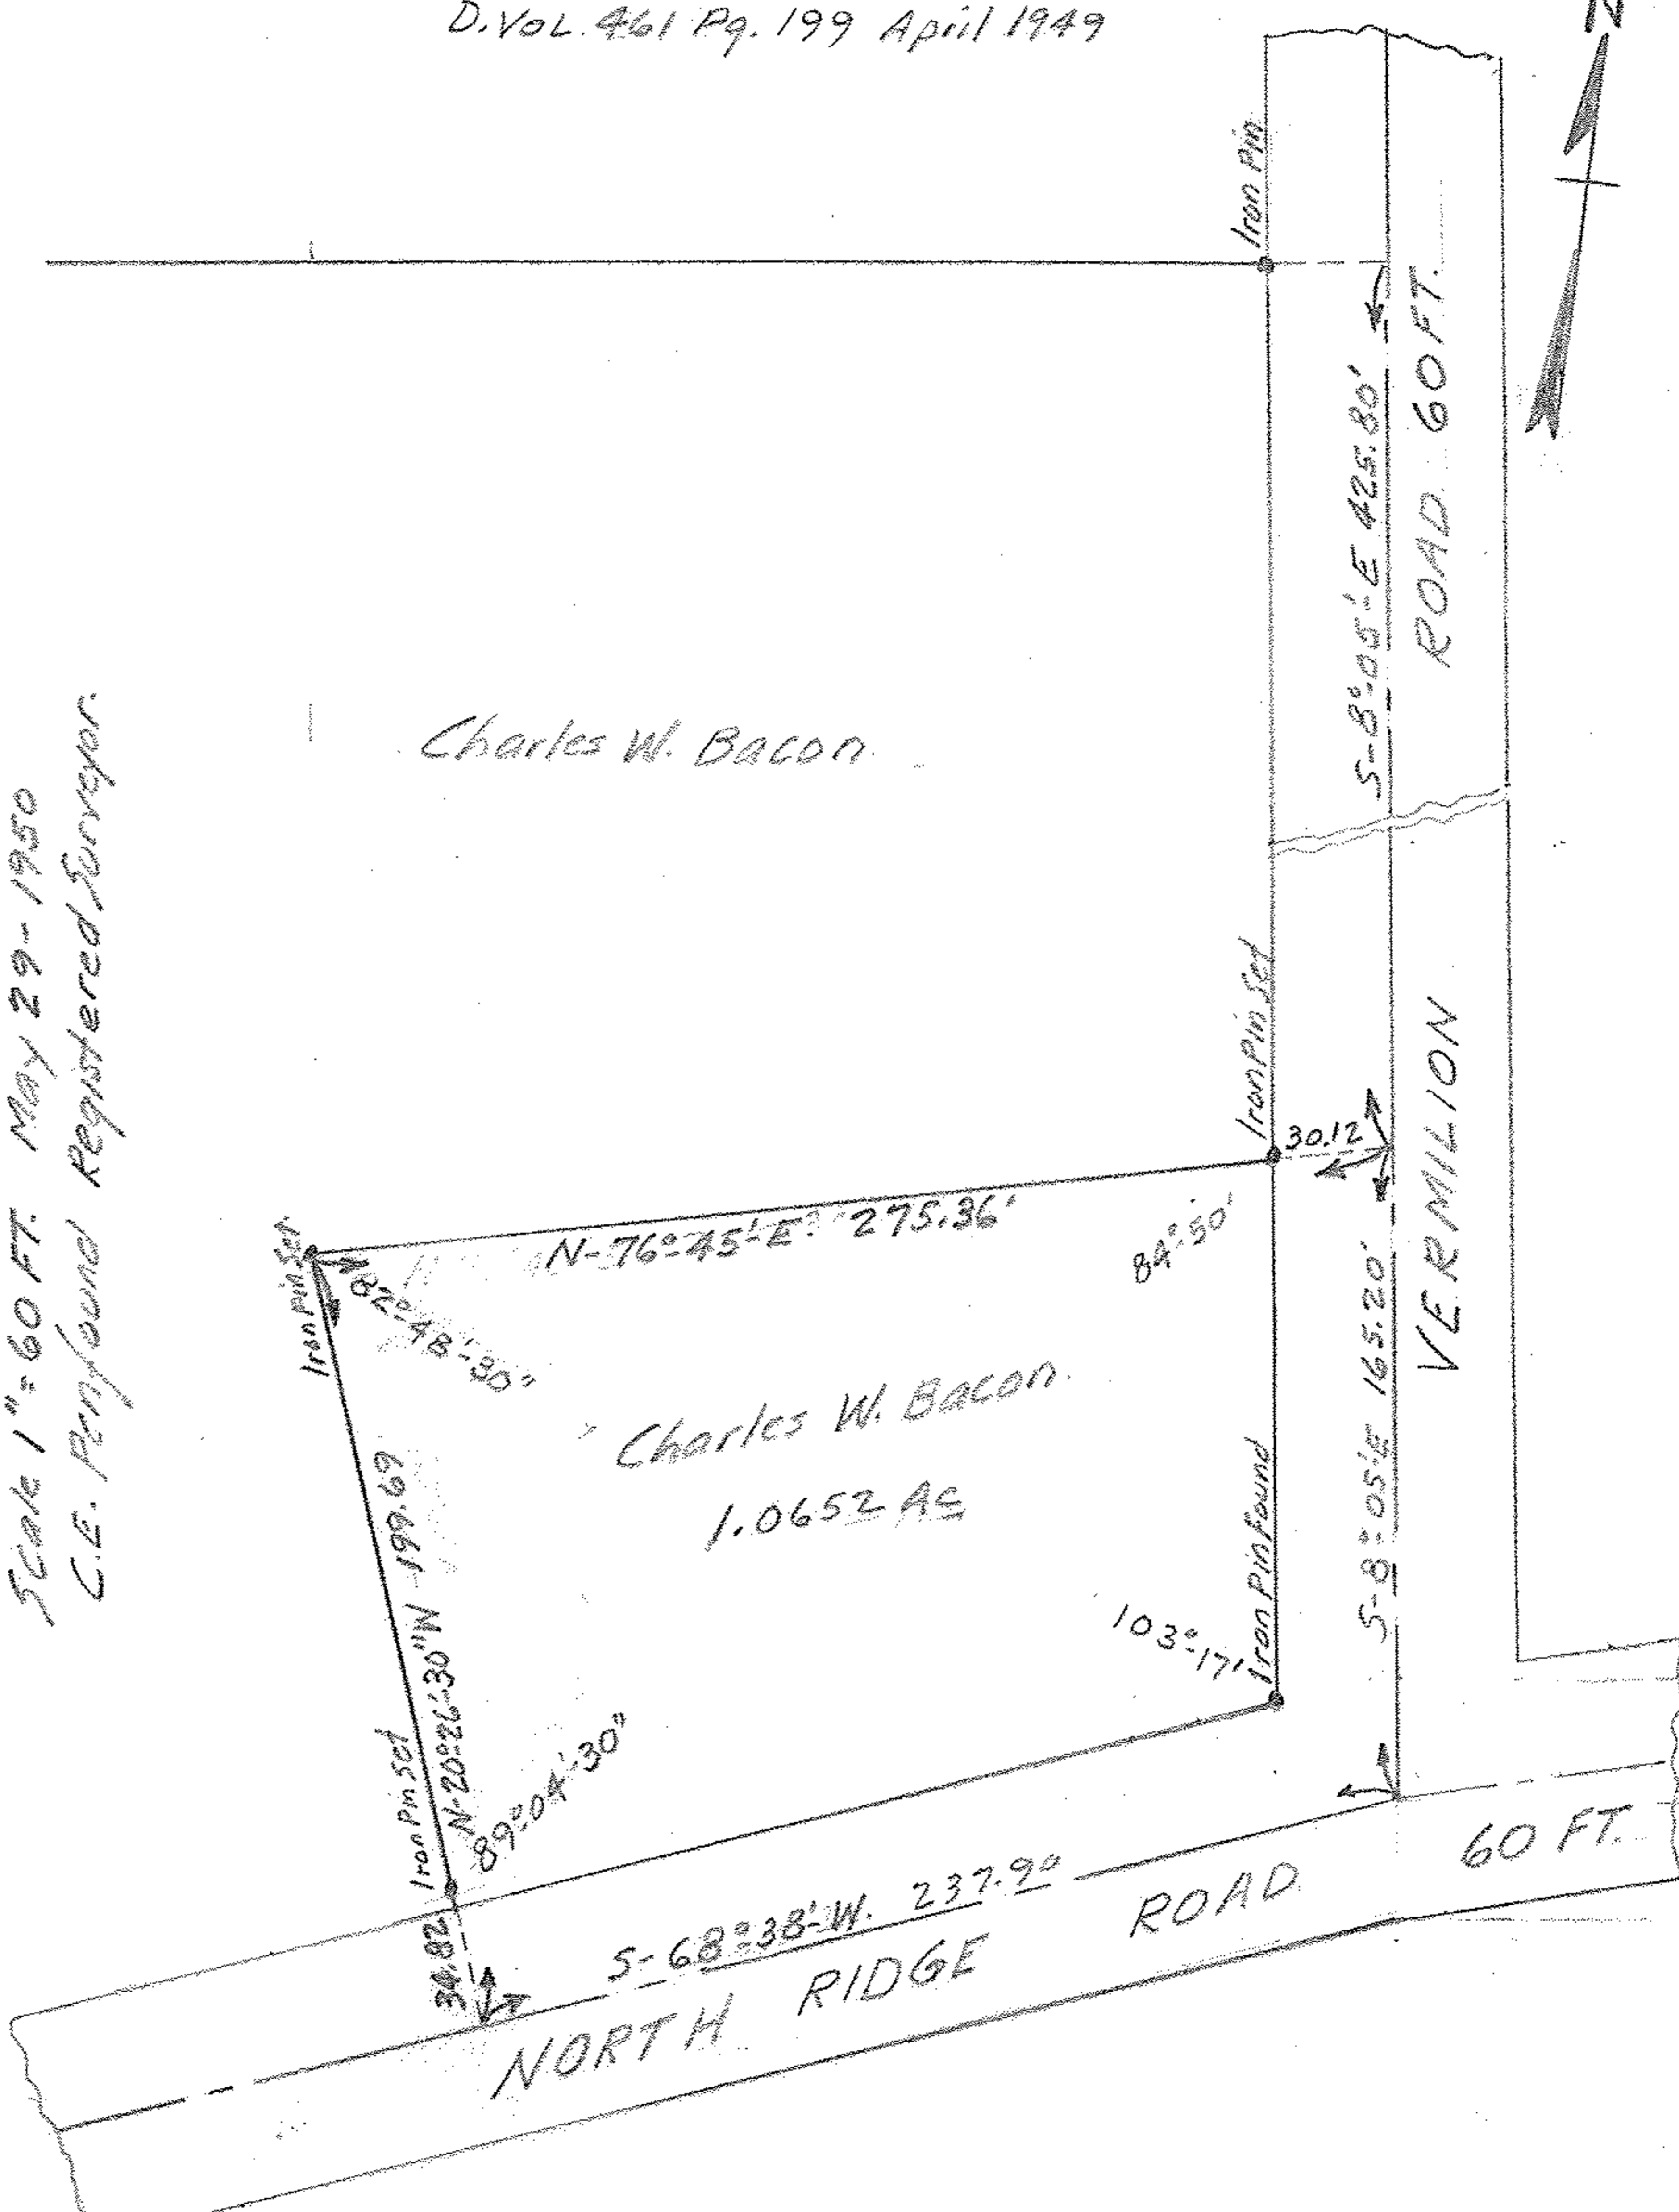 D. VOL. 461 Pg. 199 April 1949
N
Iron Pin
S-8°-05'-E 425.80'
ROAD 60 FT.
Charles W. Bacon
Scale 1"= 60 FT. May 29-1950
C.E. Penfound Registered Surveyor.
Iron Pin Set
30.12
VERMILION
Iron Pin Set
N-76°-45'-E 275.36'
84°-50'
82°-48'-30"
Charles W. Bacon.
1.0652 Ac
S-8°-05'-E 165.20'
Iron Pin found
103°-17'
N-20°-26'-30"W 199.69
Iron Pin Set
89°-04'-30"
34.82
S-68°-38'-W. 237.90
NORTH RIDGE ROAD 60 FT.